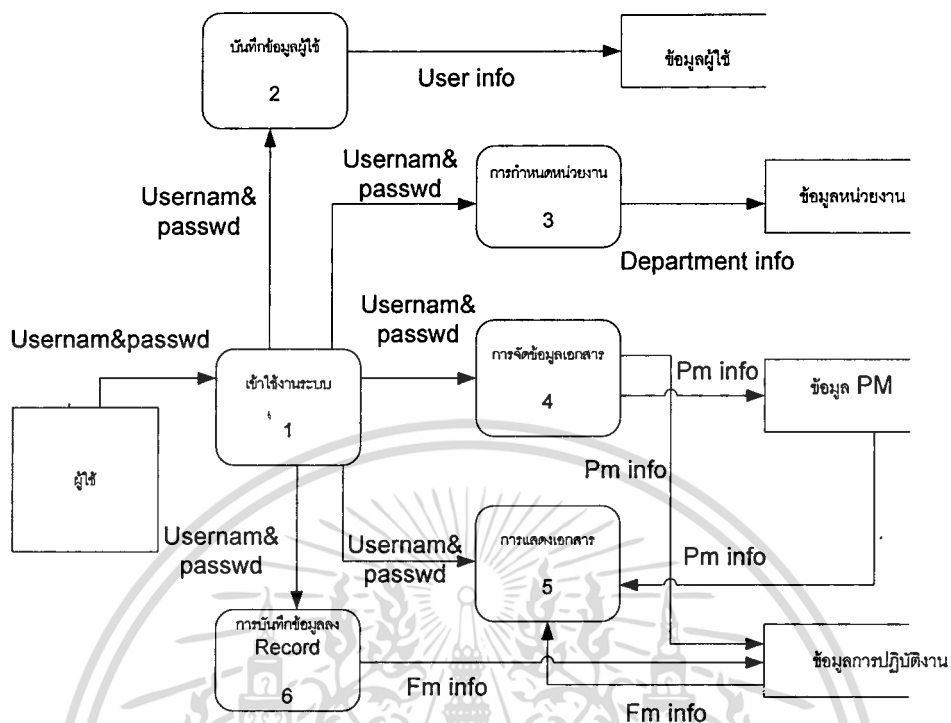 บันทึกข้อมูลผู้ใช้
2
User info
ข้อมูลผู้ใช้
Usernam&
passwd
Usernam&
passwd
การกำหนดหน่วยงาน
3
ข้อมูลหน่วยงาน
Department info
Usernam&passwd
Usernam&
passwd
เข้าใช้งานระบบ
1
การจัดข้อมูลเอกสาร
4
Pm info
ข้อมูล PM
ผู้ใช้
Pm info
Usernam&
passwd
Usernam&
passwd
การแสดงเอกสาร
5
Pm info
การบันทึกข้อมูลลง
Record
6
Fm info
ข้อมูลการปฏิบัติงาน
Fm info